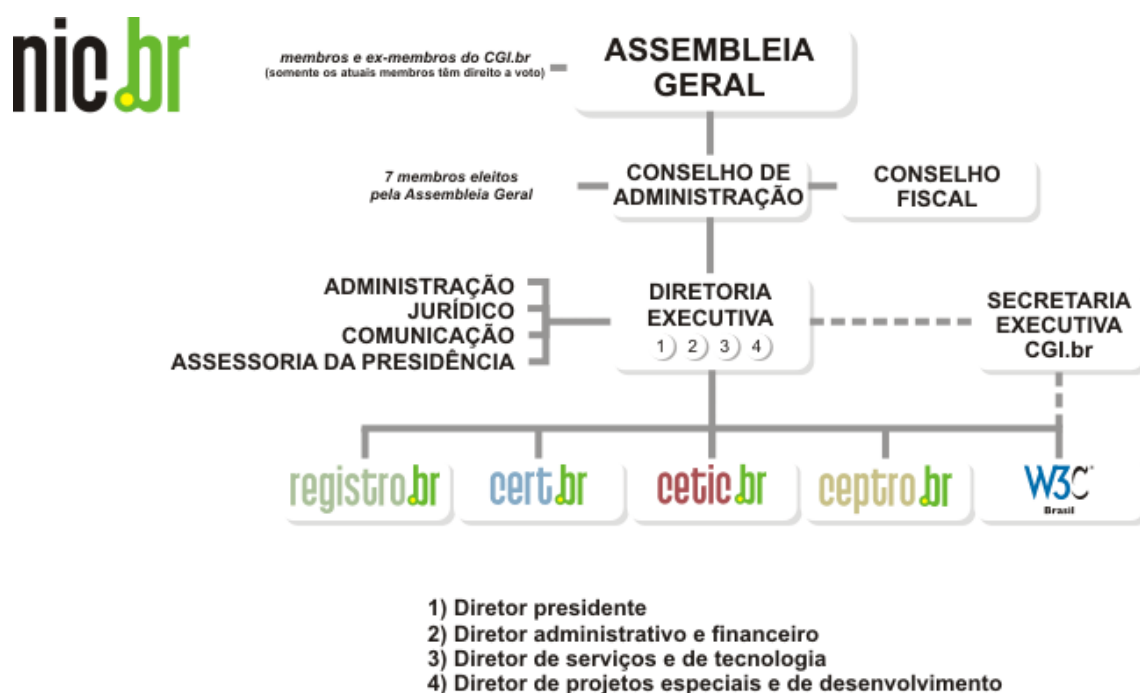 nic.br
membros e ex-membros do CGI.br
(somente os atuais membros têm direito a voto)
ASSEMBLEIA
GERAL
7 membros eleitos
pela Assembleia Geral
CONSELHO DE
ADMINISTRAÇÃO
CONSELHO
FISCAL
ADMINISTRAÇÃO
JURÍDICO
COMUNICAÇÃO
ASSESSORIA DA PRESIDÊNCIA
DIRETORIA
EXECUTIVA
1 2 3 4
SECRETARIA
EXECUTIVA
CGI.br
registro.br
cert.br
cetic.br
ceptro.br
W3C®
Brasil
1) Diretor presidente
2) Diretor administrativo e financeiro
3) Diretor de serviços e de tecnologia
4) Diretor de projetos especiais e de desenvolvimento